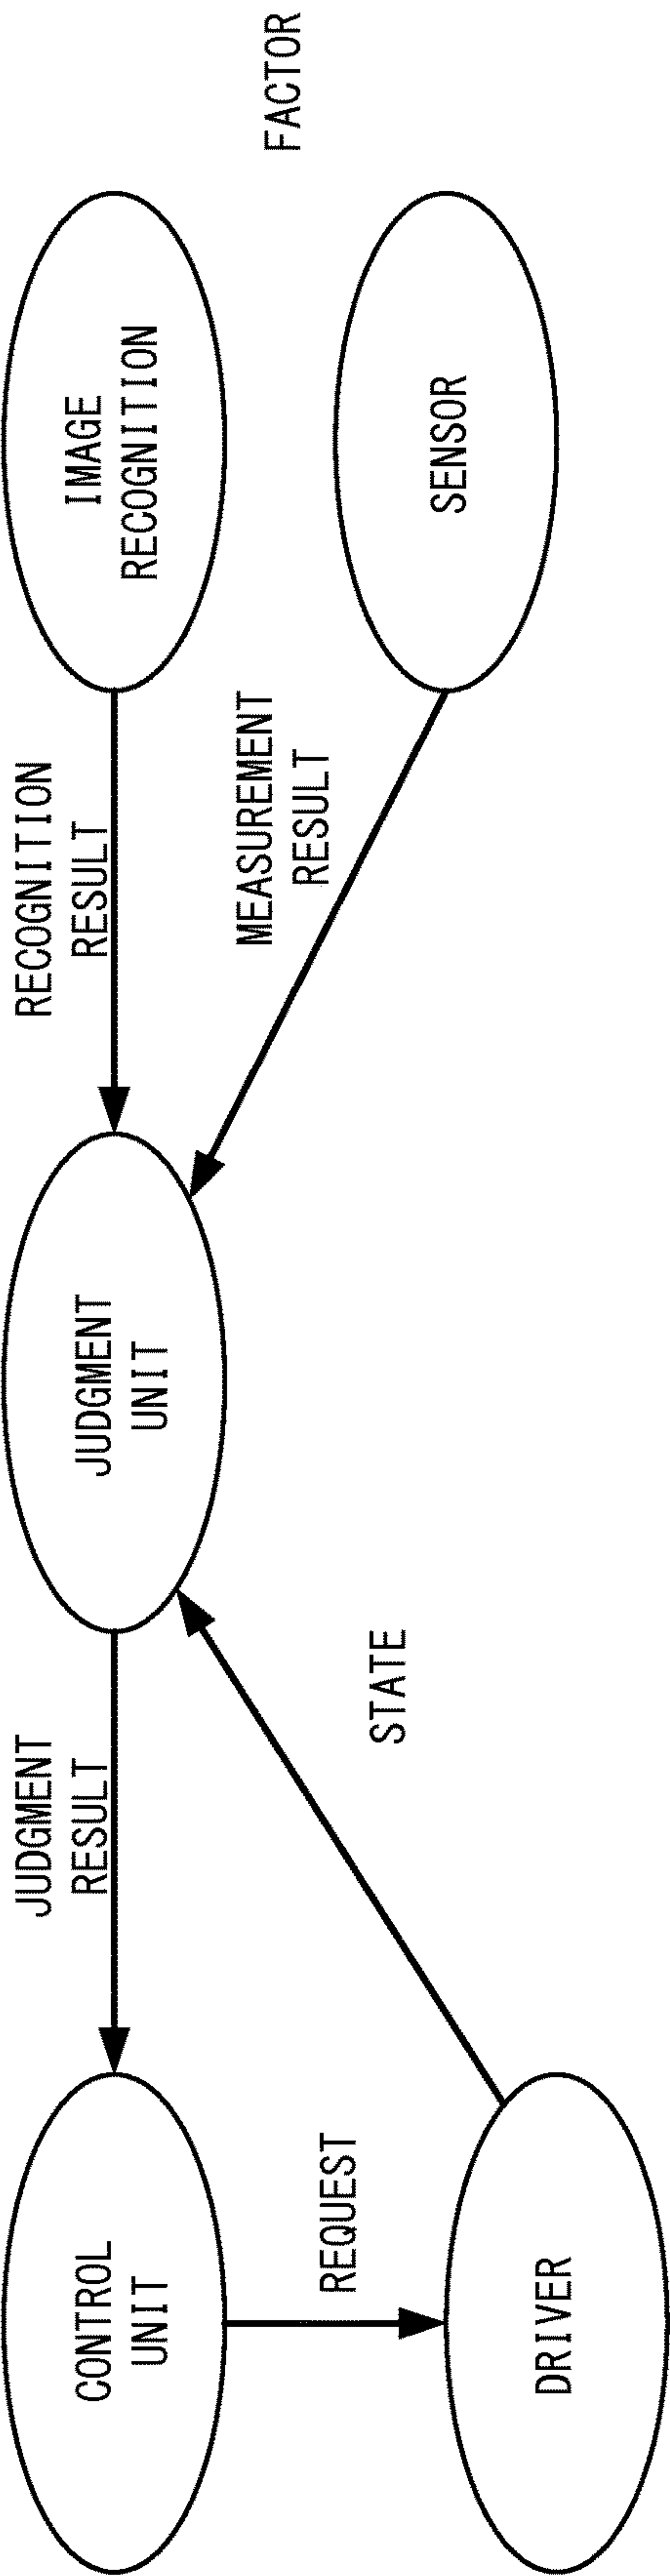 CONTROL
UNIT
JUDGMENT
RESULT
JUDGMENT
UNIT
RECOGNITION
RESULT
IMAGE
RECOGNITION
REQUEST
STATE
MEASUREMENT
RESULT
FACTOR
DRIVER
SENSOR